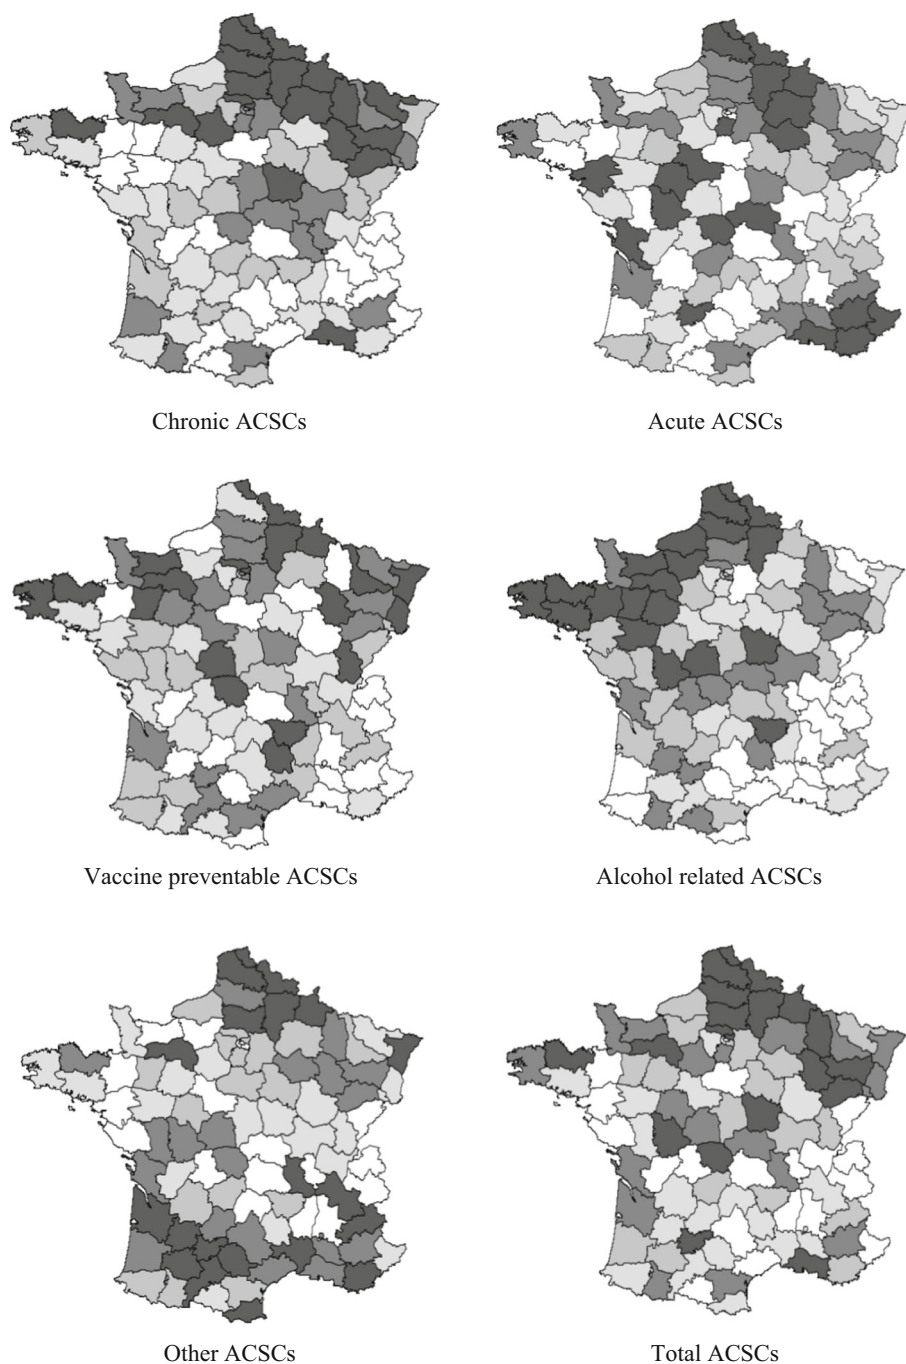 Chronic ACSCs
Acute ACSCs
Vaccine preventable ACSCs
Alcohol related ACSCs
Other ACSCs
Total ACSCs